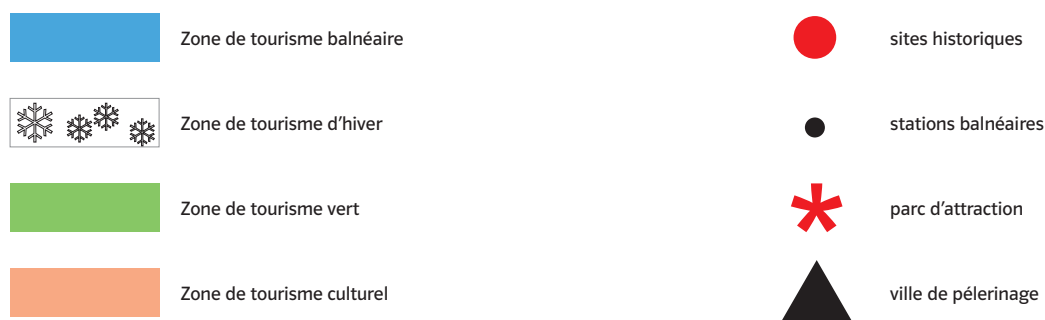 Zone de tourisme balnéaire
Zone de tourisme d'hiver
Zone de tourisme vert
Zone de tourisme culturel
sites historiques
stations balnéaires
parc d'attraction
ville de pélerinage